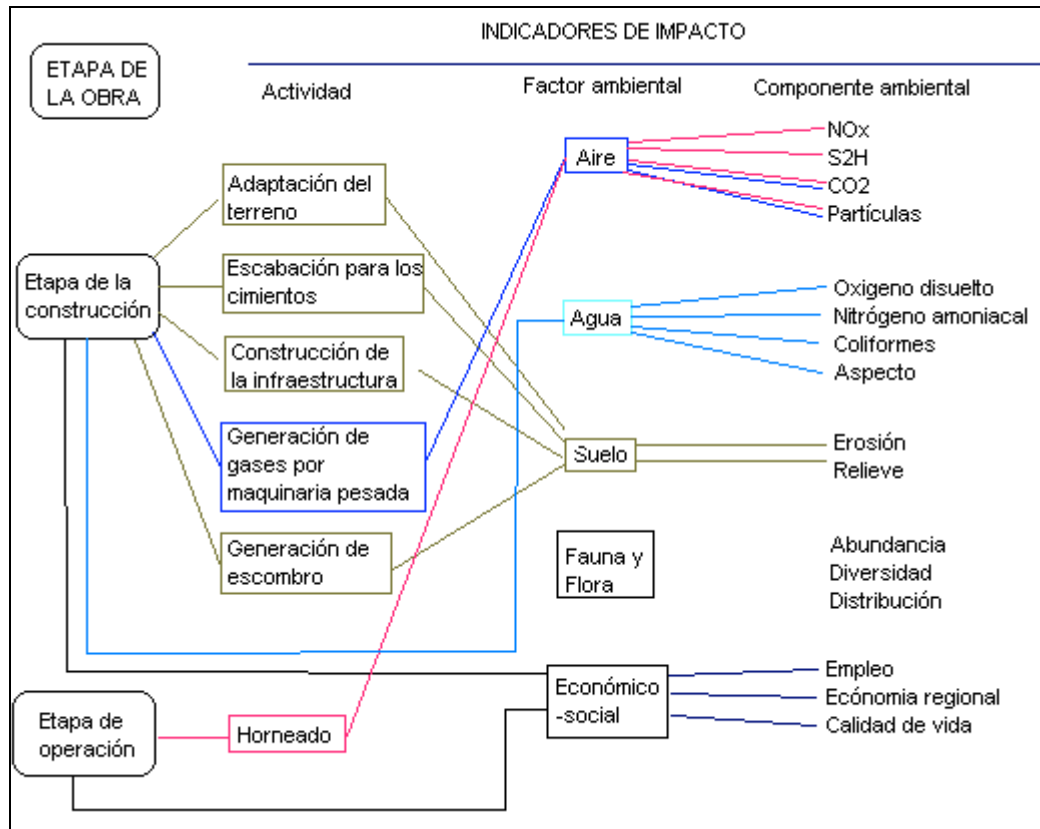 INDICADORES DE IMPACTO
ETAPA DE
LA OBRA
Actividad
Factor ambiental
Componente ambiental
Adaptación del
terreno
Escabación para los
cimientos
Construcción de
la infraestructura
Generación de
gases por
maquinaria pesada
Generación de
escombro
Horneado
Etapa de la
construcción
Etapa de
operación
Aire
Agua
Suelo
Fauna y
Flora
Económico
-social
NOx
S2H
CO2
Partículas
Oxigeno disuelto
Nitrógeno amoniacal
Coliformes
Aspecto
Erosión
Relieve
Abundancia
Diversidad
Distribución
Empleo
Ecónomia regional
Calidad de vida